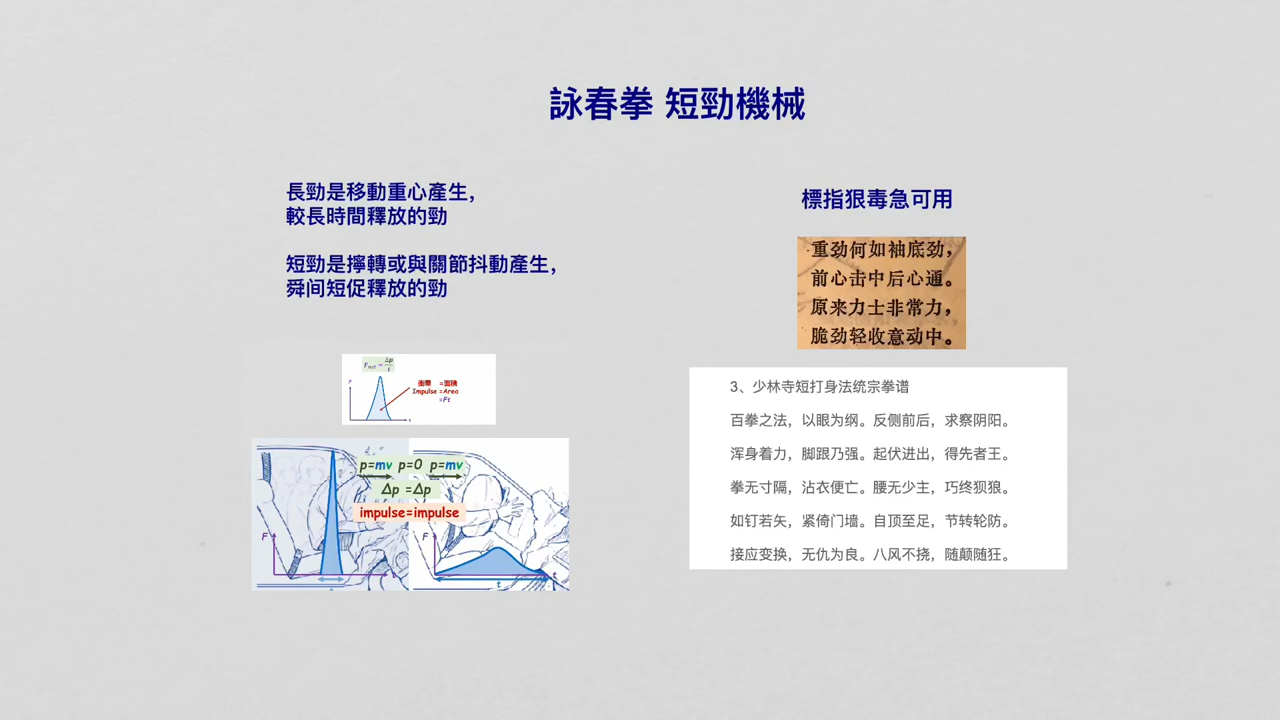 詠春拳 短勁機械
長勁是移動重心產生,
較長時間釋放的勁
短勁是擰轉或與關節抖動產生,
舜间短促釋放的勁
Fnet = Δp/t
F
衝量 =面積
Impulse =Area
=Ft
t
p=mv p=0 p=mv
Δp =Δp
impulse=impulse
F
t
F
t
標指狠毒急可用
重劲何如袖底劲，
前心击中后心通。
原来力士非常力，
脆劲轻收意动中。
3、少林寺短打身法统宗拳谱
百拳之法，以眼为纲。反侧前后，求察阴阳。
浑身着力，脚跟乃强。起伏进出，得先者王。
拳无寸隔，沾衣便亡。腰无少主，巧终狈狼。
如钉若矢，紧倚门墙。自顶至足，节转轮防。
接应变换，无仇为良。八风不挠，随颠随狂。